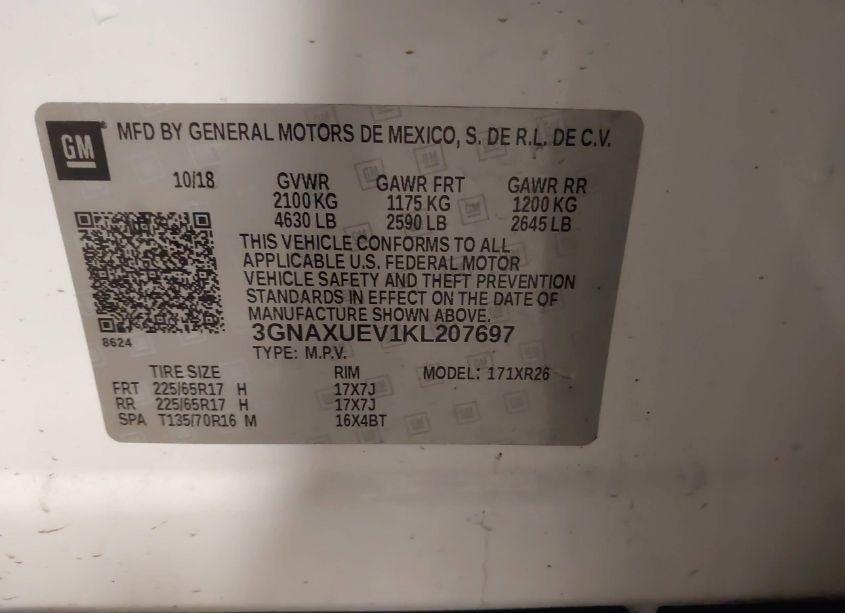 GM
MFD BY GENERAL MOTORS DE MEXICO, S. DE R.L. DE C.V.
10/18 GVWR GAWR FRT GAWR RR
2100 KG 1175 KG 1200 KG
4630 LB 2590 LB 2645 LB
THIS VEHICLE CONFORMS TO ALL
APPLICABLE U.S. FEDERAL MOTOR
VEHICLE SAFETY AND THEFT PREVENTION
STANDARDS IN EFFECT ON THE DATE OF
MANUFACTURE SHOWN ABOVE.
3GNAXUEV1KL207697
8624
TYPE: M.P.V.
TIRE SIZE RIM MODEL: 171XR26
FRT 225/65R17 H 17X7J
RR 225/65R17 H 17X7J
SPA T135/70R16 M 16X4BT